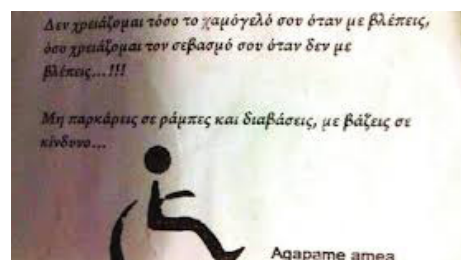 Δεν χρειάζομαι τόσο το χαμόγελό σου όταν με βλέπεις,
όσο χρειάζομαι τον σεβασμό σου όταν δεν με
βλέπεις...!!!
Μη παρκάρεις σε ράμπες και διαβάσεις, με βάζεις σε
κίνδυνο...
Agapame amea